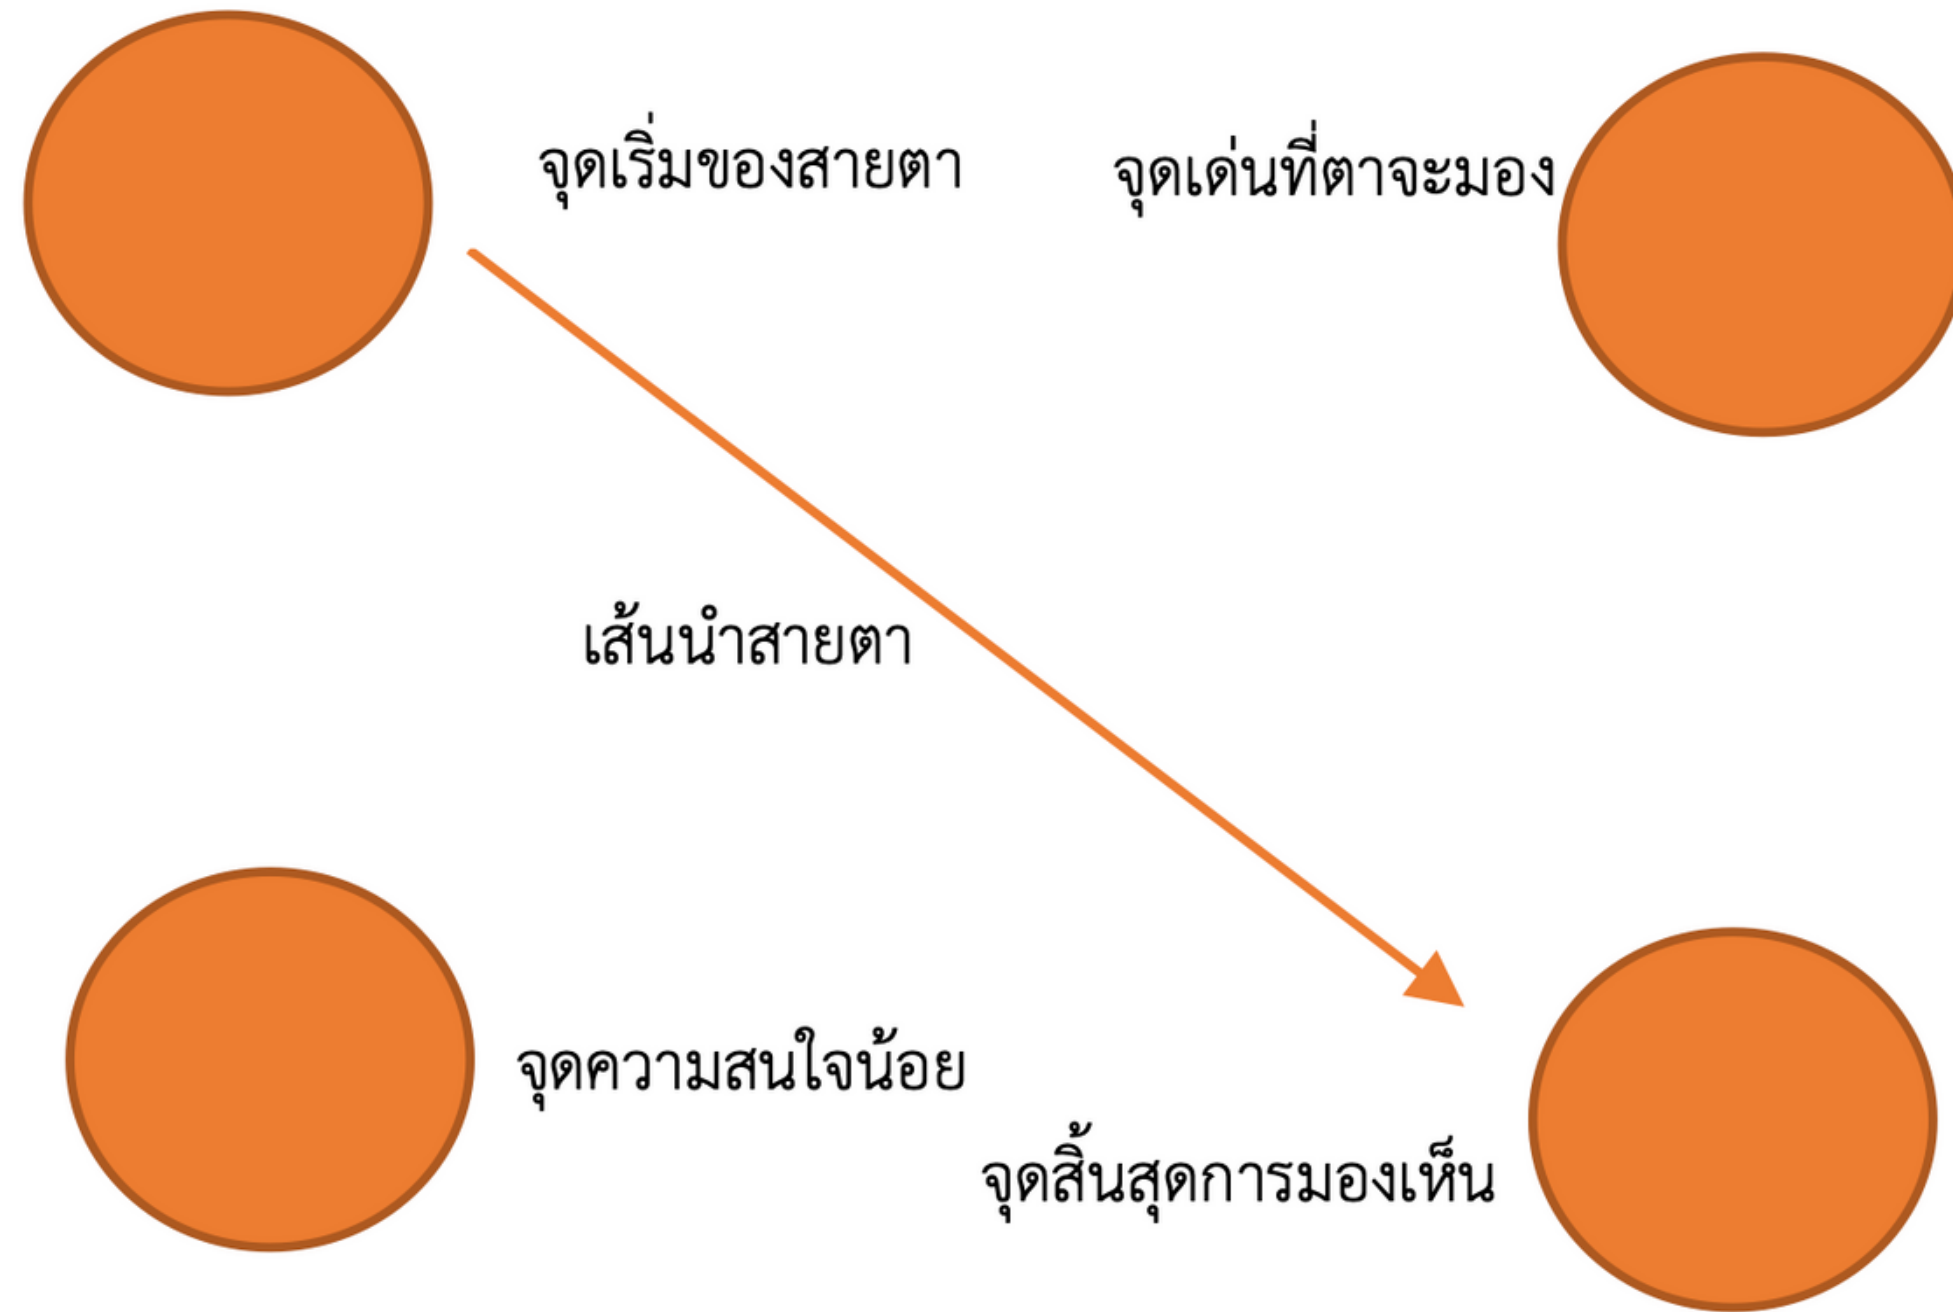 จุดเริ่มของสายตา
จุดเด่นที่ตาจะมอง
เส้นนำสายตา
จุดความสนใจน้อย
จุดสิ้นสุดการมองเห็น